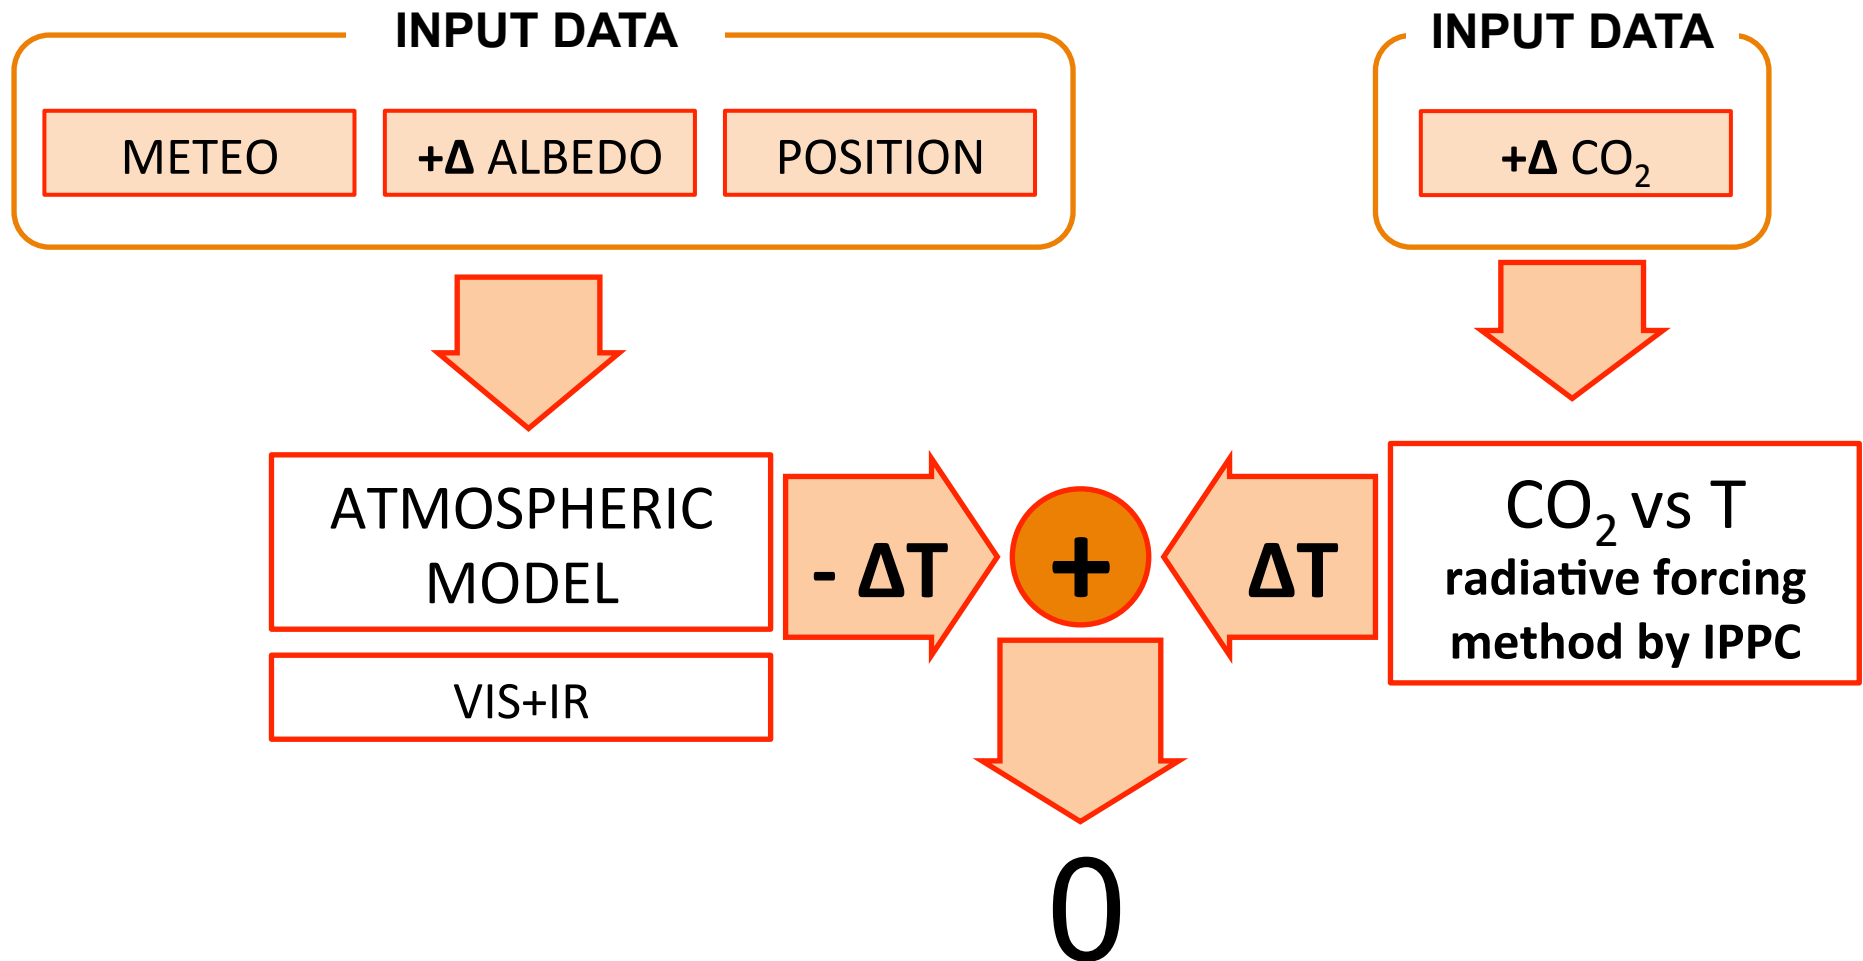 INPUT DATA
METEO
+Δ ALBEDO
POSITION
INPUT DATA
+Δ CO₂
ATMOSPHERIC
MODEL
VIS+IR
- ΔT
+
ΔT
CO₂ vs T
radiative forcing
method by IPPC
0